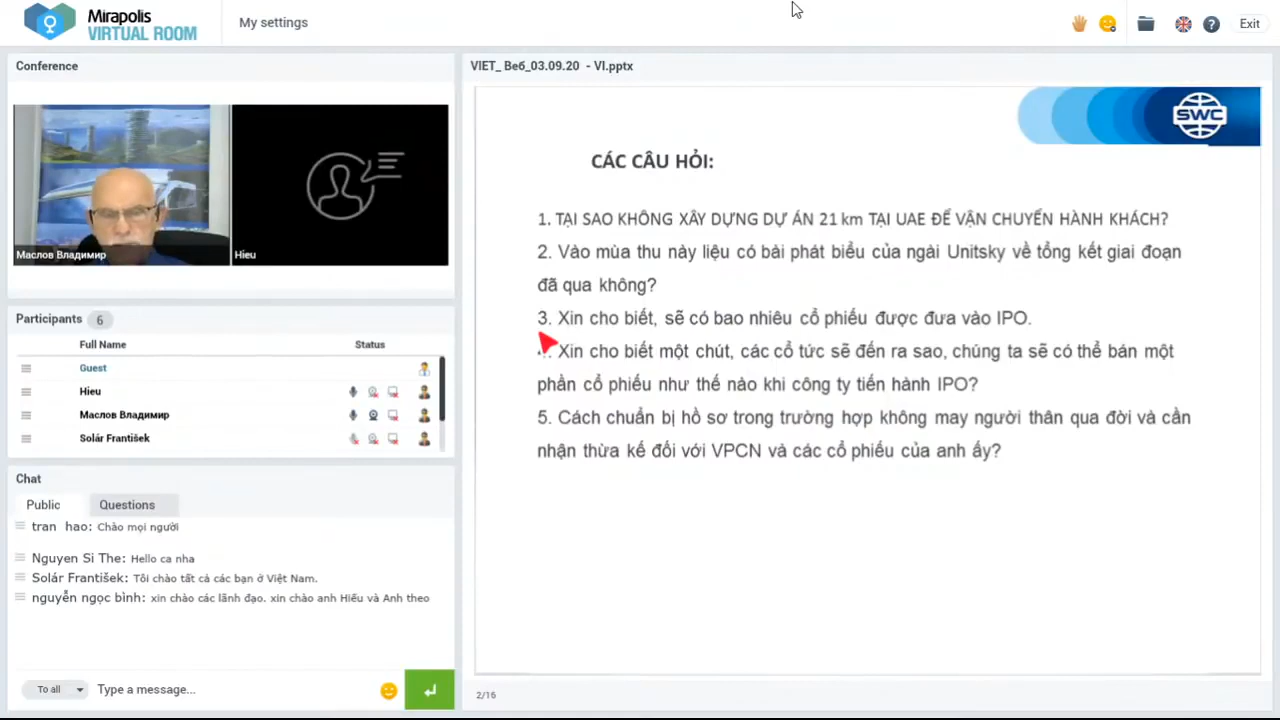 Mirapolis
VIRTUAL ROOM
My settings
Exit
Conference
Маслов Владимир
Hieu
Participants 6
Full Name Status
Guest
Hieu
Маслов Владимир
Solár František
Chat
Public Questions
tran hao: Chào mọi người
Nguyen Si The: Hello ca nha
Solár František: Tôi chào tất cả các bạn ở Việt Nam.
nguyễn ngọc bình: xin chào các lãnh đạo. xin chào anh Hiếu và Anh theo
To all Type a message...
VIET_ Веб_03.09.20 - VI.pptx
SWC
CÁC CÂU HỎI:
1. TẠI SAO KHÔNG XÂY DỰNG DỰ ÁN 21 km TẠI UAE ĐỂ VẬN CHUYỂN HÀNH KHÁCH?
2. Vào mùa thu này liệu có bài phát biểu của ngài Unitsky về tổng kết giai đoạn
đã qua không?
3. Xin cho biết, sẽ có bao nhiêu cổ phiếu được đưa vào IPO.
Xin cho biết một chút, các cổ tức sẽ đến ra sao, chúng ta sẽ có thể bán một
phần cổ phiếu như thế nào khi công ty tiến hành IPO?
5. Cách chuẩn bị hồ sơ trong trường hợp không may người thân qua đời và cần
nhận thừa kế đối với VPCN và các cổ phiếu của anh ấy?
2/16